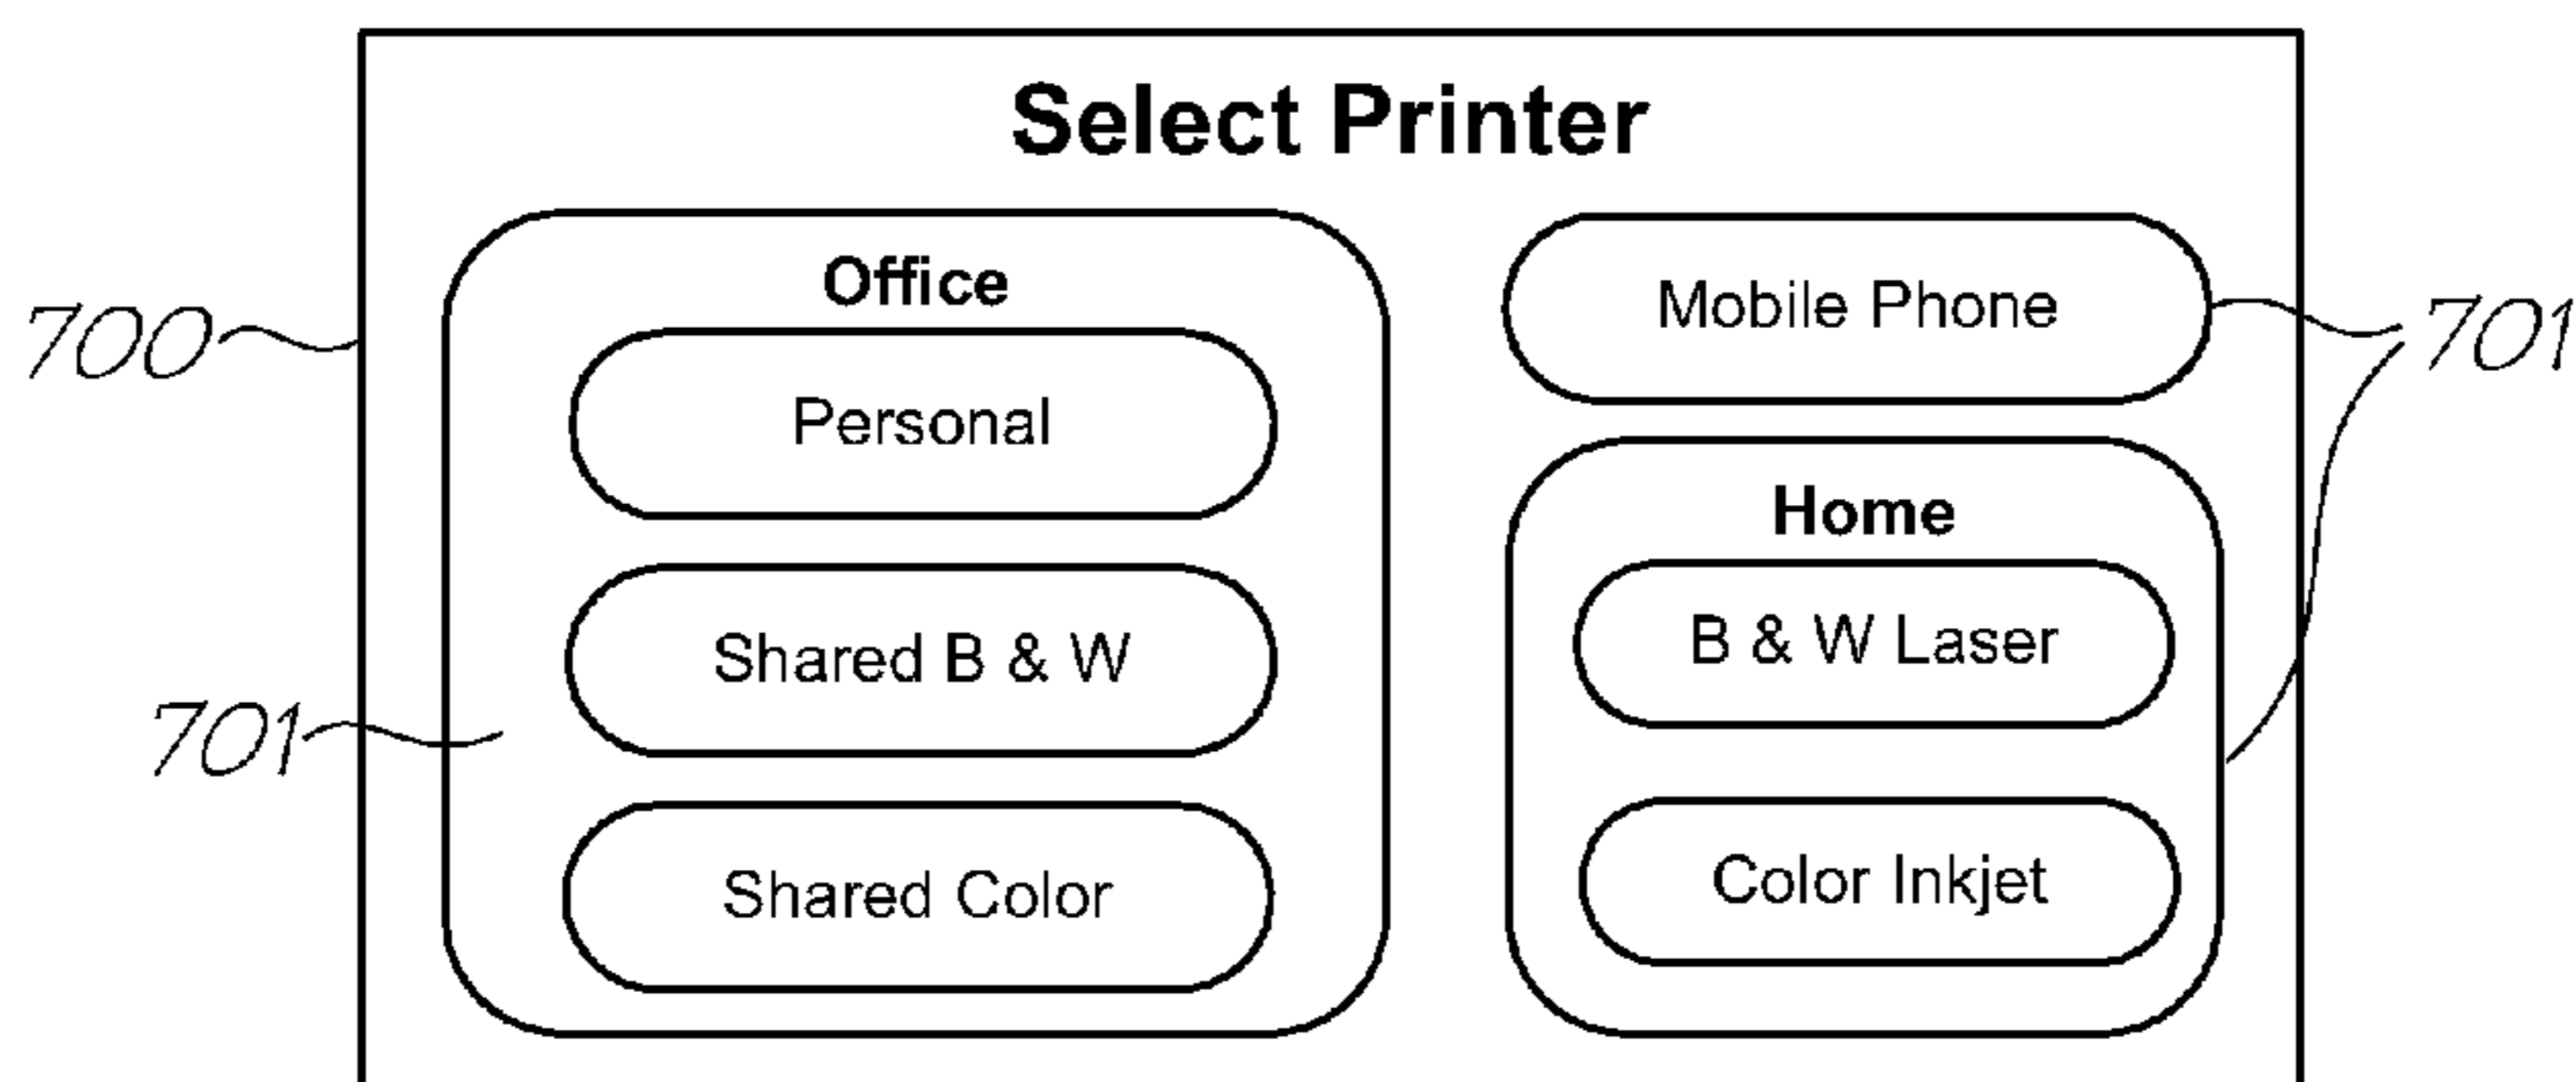 Select Printer
Office
Personal
Shared B & W
Shared Color
Mobile Phone
Home
B & W Laser
Color Inkjet
700
701
701